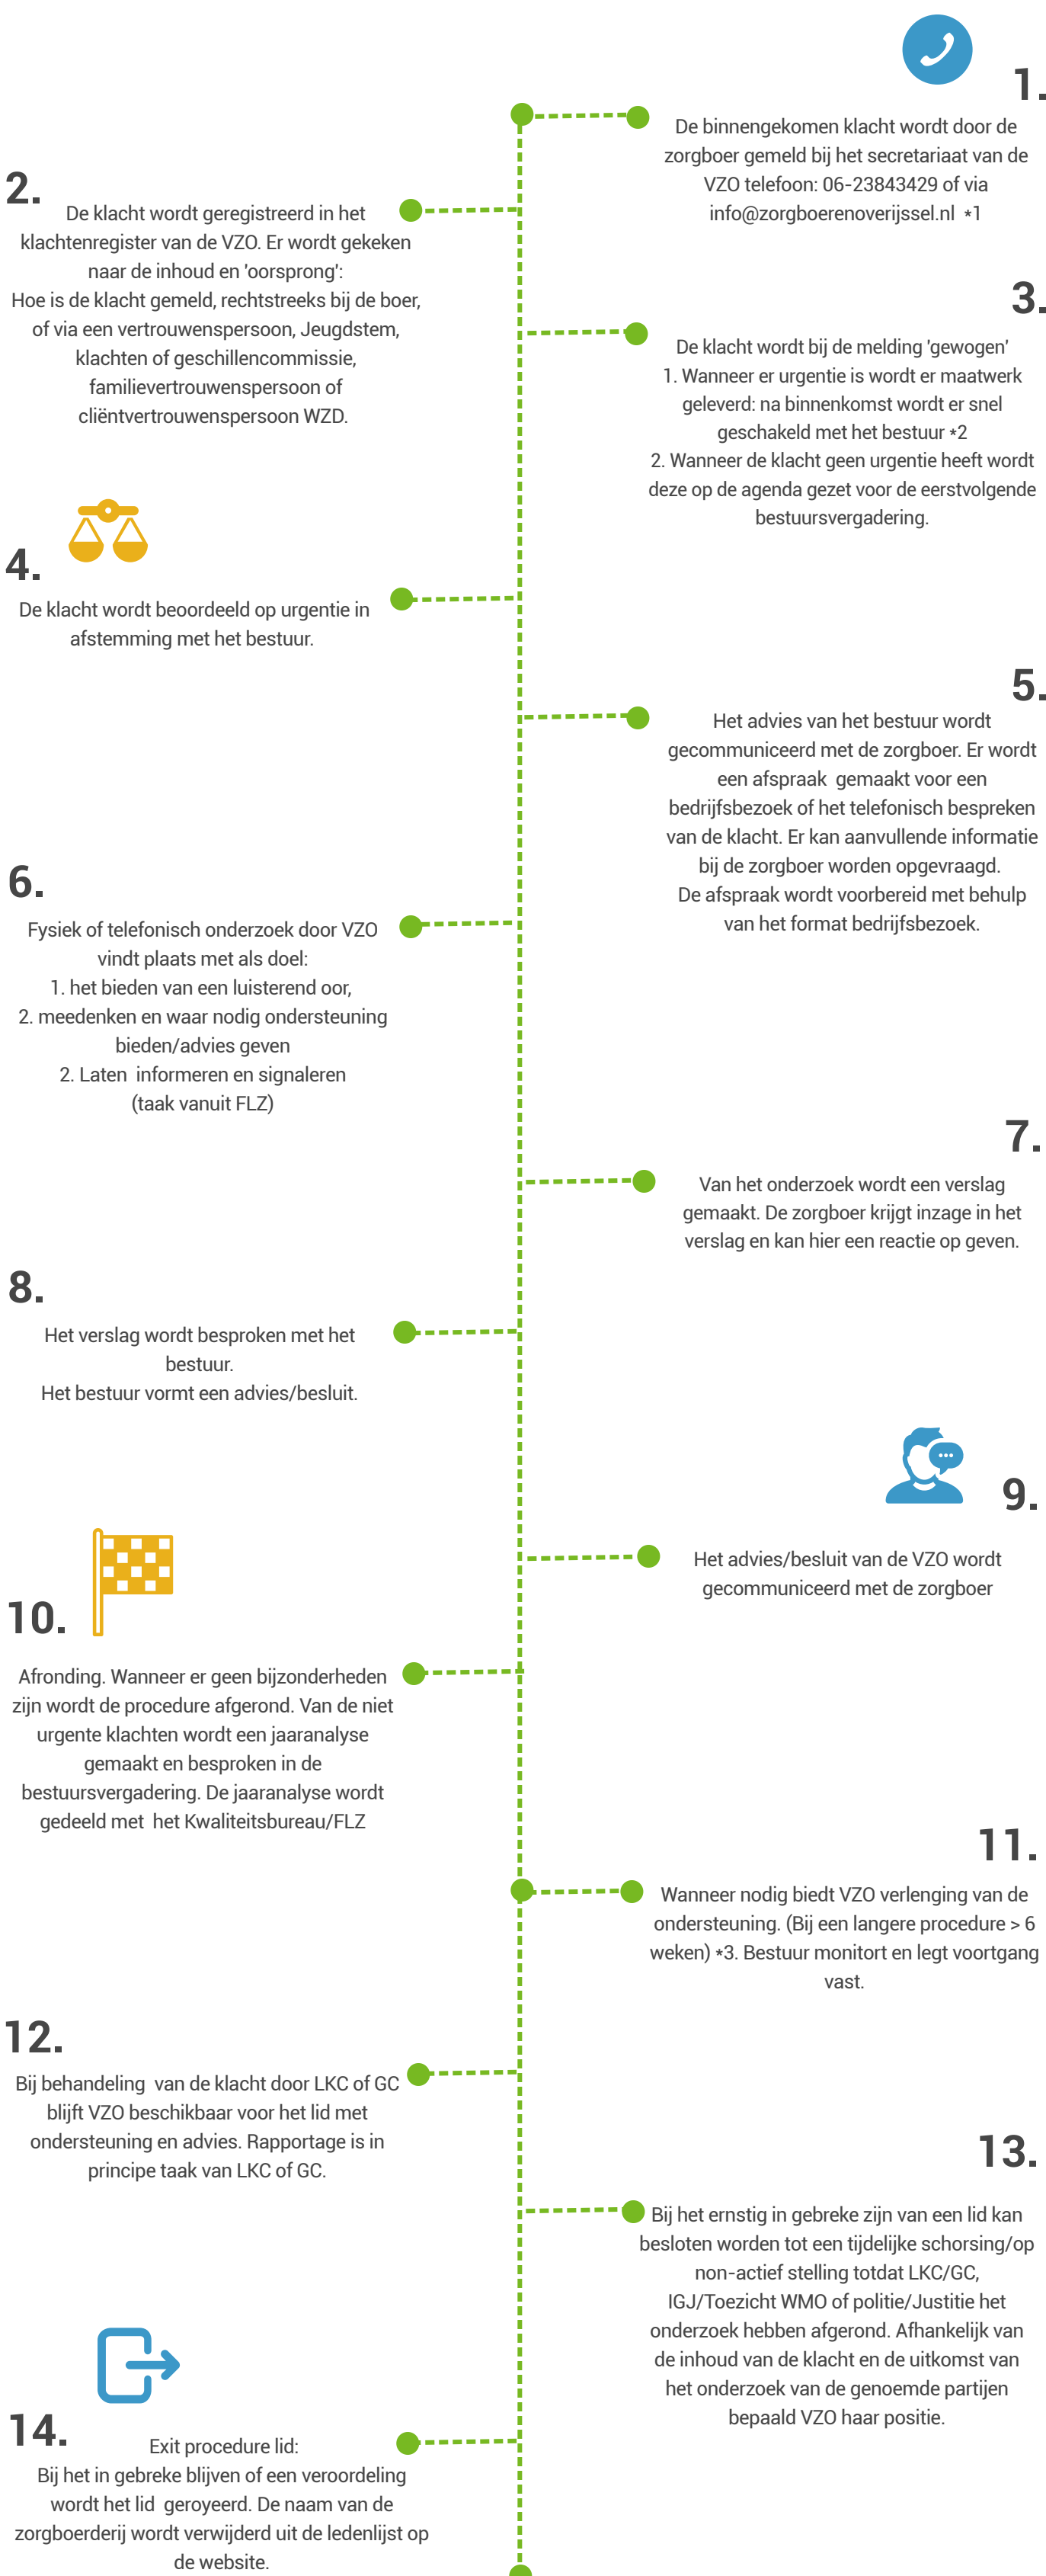 1.
De binnengekomen klacht wordt door de
zorgboer gemeld bij het secretariaat van de
VZO telefoon: 06-23843429 of via
info@zorgboerenoverijssel.nl *1
2.
De klacht wordt geregistreerd in het
klachtenregister van de VZO. Er wordt gekeken
naar de inhoud en 'oorsprong':
Hoe is de klacht gemeld, rechtstreeks bij de boer,
of via een vertrouwenspersoon, Jeugdstem,
klachten of geschillencommissie,
familievertrouwenspersoon of
cliëntvertrouwenspersoon WZD.
3.
De klacht wordt bij de melding 'gewogen'
1. Wanneer er urgentie is wordt er maatwerk
geleverd: na binnenkomst wordt er snel
geschakeld met het bestuur *2
2. Wanneer de klacht geen urgentie heeft wordt
deze op de agenda gezet voor de eerstvolgende
bestuursvergadering.
4.
De klacht wordt beoordeeld op urgentie in
afstemming met het bestuur.
5.
Het advies van het bestuur wordt
gecommuniceerd met de zorgboer. Er wordt
een afspraak gemaakt voor een
bedrijfsbezoek of het telefonisch bespreken
van de klacht. Er kan aanvullende informatie
bij de zorgboer worden opgevraagd.
De afspraak wordt voorbereid met behulp
van het format bedrijfsbezoek.
6.
Fysiek of telefonisch onderzoek door VZO
vindt plaats met als doel:
1. het bieden van een luisterend oor,
2. meedenken en waar nodig ondersteuning
bieden/advies geven
2. Laten informeren en signaleren
(taak vanuit FLZ)
7.
Van het onderzoek wordt een verslag
gemaakt. De zorgboer krijgt inzage in het
verslag en kan hier een reactie op geven.
8.
Het verslag wordt besproken met het
bestuur.
Het bestuur vormt een advies/besluit.
9.
Het advies/besluit van de VZO wordt
gecommuniceerd met de zorgboer
10.
Afronding. Wanneer er geen bijzonderheden
zijn wordt de procedure afgerond. Van de niet
urgente klachten wordt een jaaranalyse
gemaakt en besproken in de
bestuursvergadering. De jaaranalyse wordt
gedeeld met het Kwaliteitsbureau/FLZ
11.
Wanneer nodig biedt VZO verlenging van de
ondersteuning. (Bij een langere procedure > 6
weken) *3. Bestuur monitort en legt voortgang
vast.
12.
Bij behandeling van de klacht door LKC of GC
blijft VZO beschikbaar voor het lid met
ondersteuning en advies. Rapportage is in
principe taak van LKC of GC.
13.
Bij het ernstig in gebreke zijn van een lid kan
besloten worden tot een tijdelijke schorsing/op
non-actief stelling totdat LKC/GC,
IGJ/Toezicht WMO of politie/Justitie het
onderzoek hebben afgerond. Afhankelijk van
de inhoud van de klacht en de uitkomst van
het onderzoek van de genoemde partijen
bepaald VZO haar positie.
14.
Exit procedure lid:
Bij het in gebreke blijven of een veroordeling
wordt het lid geroyeerd. De naam van de
zorgboerderij wordt verwijderd uit de ledenlijst op
de website.